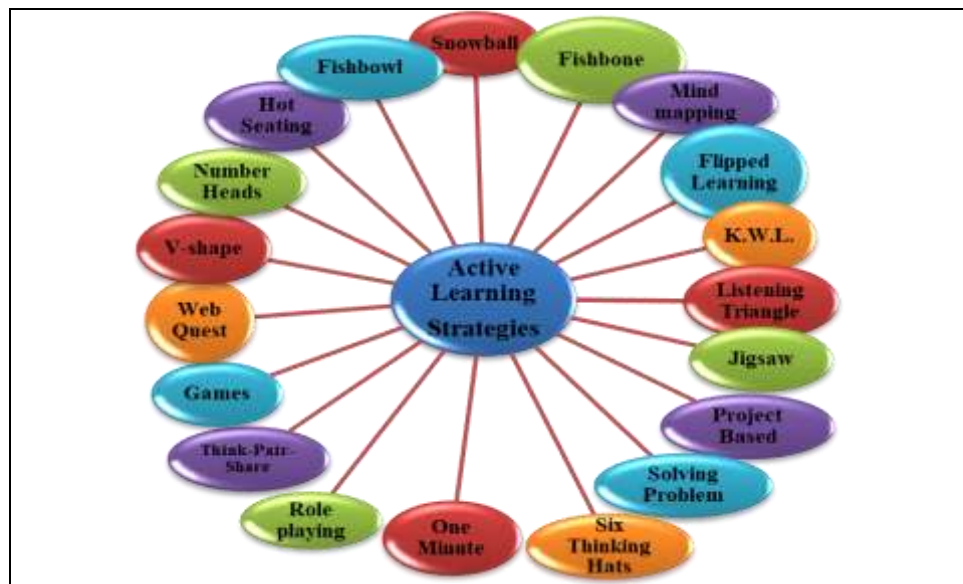 Snowball
Fishbone
Mind
mapping
Flipped
Learning
K.W.L.
Listening
Triangle
Jigsaw
Project
Based
Solving
Problem
Six
Thinking
Hats
One
Minute
Role
playing
Think-Pair-
Share
Games
Web
Quest
V-shape
Number
Heads
Hot
Seating
Fishbowl
Active
Learning
Strategies